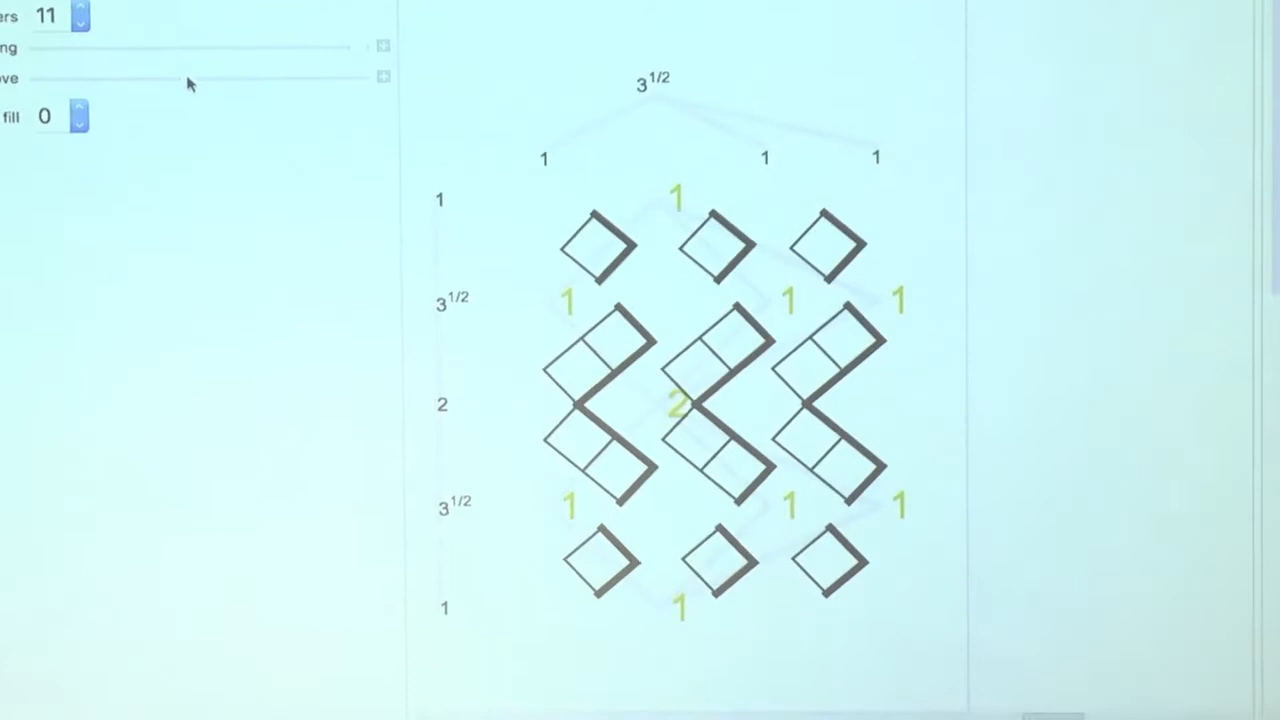 ers 11
ng
ove
fill 0
3^1/2
1 1 1
1 1
3^1/2 1 1 1
2 2
3^1/2 1 1 1
1 1